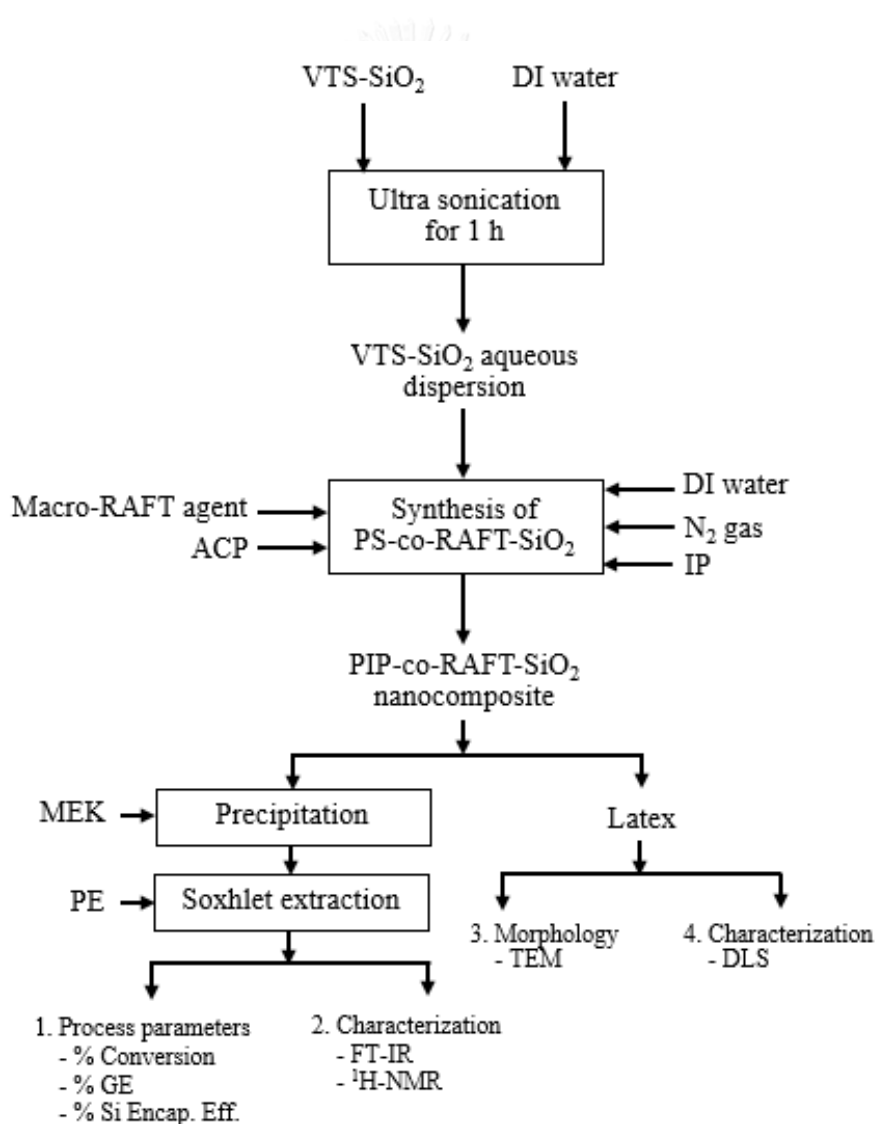 VTS-SiO₂
DI water
Ultra sonication
for 1 h
VTS-SiO₂ aqueous
dispersion
Macro-RAFT agent
ACP
Synthesis of
PS-co-RAFT-SiO₂
DI water
N₂ gas
IP
PIP-co-RAFT-SiO₂
nanocomposite
MEK
Precipitation
Latex
PE
Soxhlet extraction
3. Morphology
- TEM
4. Characterization
- DLS
1. Process parameters
- % Conversion
- % GE
- % Si Encap. Eff.
2. Characterization
- FT-IR
- ¹H-NMR